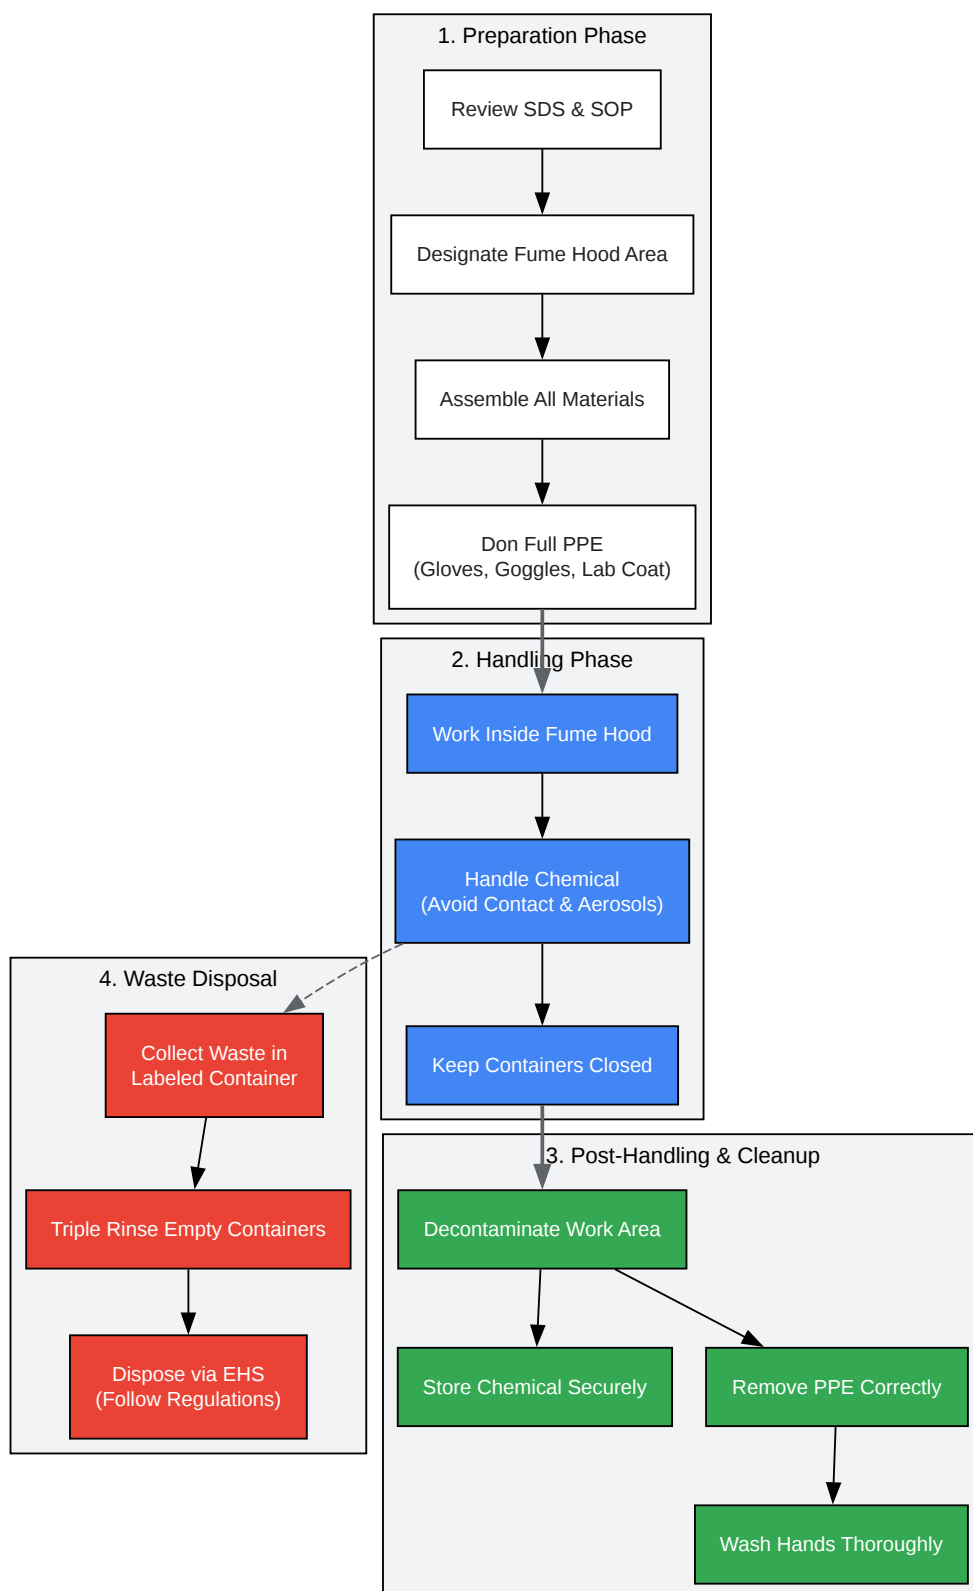 1. Preparation Phase
Review SDS & SOP
Designate Fume Hood Area
Assemble All Materials
Don Full PPE
(Gloves, Goggles, Lab Coat)
2. Handling Phase
Work Inside Fume Hood
Handle Chemical
(Avoid Contact & Aerosols)
Keep Containers Closed
4. Waste Disposal
Collect Waste in
Labeled Container
Triple Rinse Empty Containers
Dispose via EHS
(Follow Regulations)
3. Post-Handling & Cleanup
Decontaminate Work Area
Store Chemical Securely
Remove PPE Correctly
Wash Hands Thoroughly